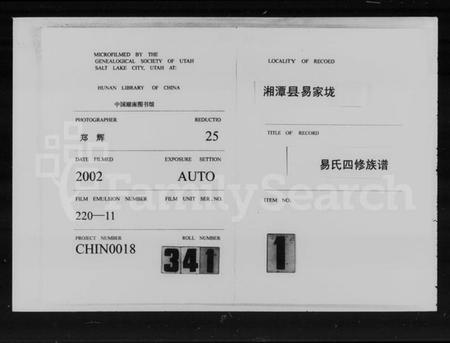 MICROFILMED BY THE
GENEALOGICAL SOCIETY OF UTAH
SALT LAKE CITY, UTAH AT:
HUNAN LIBRARY OF CHINA
中国湖南图书馆
PHOTOGRAPHER REDUCTIO
郑 辉 25
DATE FILMED EXPOSURE SETTION
2002 AUTO
FILM EMULSION NUMBER FILM UNIT SER. NO.
220—11
PROJECT NUMBER ROLL NUMBER
CHIN0018 341
LOCALITY OF RECOED
湘潭县易家垅
TITLE OF RECORD
易氏四修族谱
ITEM NO.
1
FamilySearch